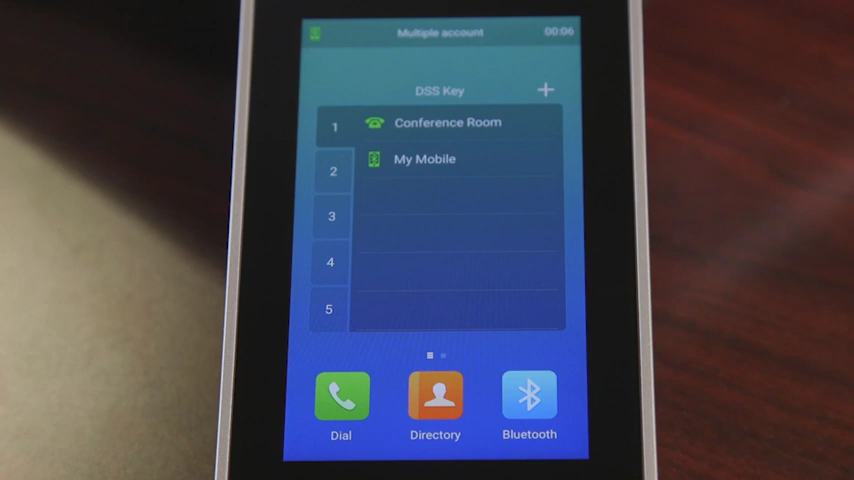 Multiple account 00:06
DSS Key +
1 Conference Room
My Mobile
2
3
4
5
Dial Directory Bluetooth